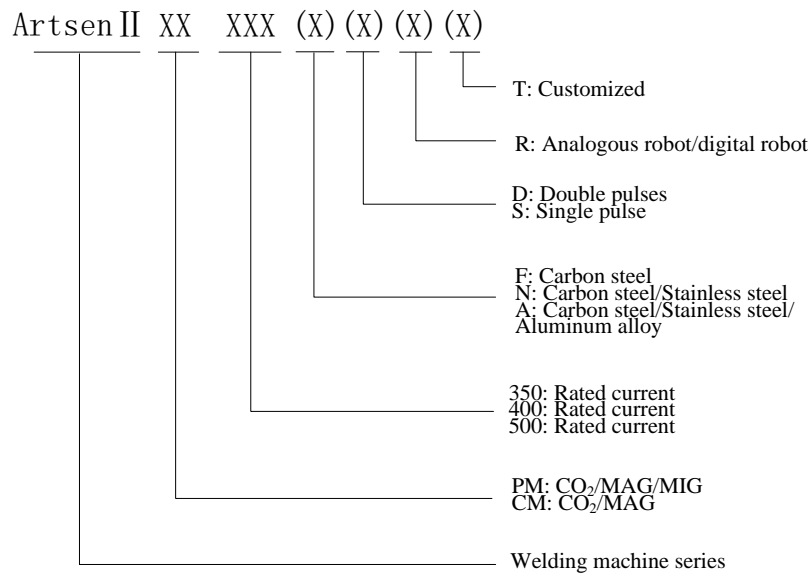 ArtsenⅡ XX XXX (X)(X)(X)(X)
T: Customized
R: Analogous robot/digital robot
D: Double pulses
S: Single pulse
F: Carbon steel
N: Carbon steel/Stainless steel
A: Carbon steel/Stainless steel/
Aluminum alloy
350: Rated current
400: Rated current
500: Rated current
PM: CO₂/MAG/MIG
CM: CO₂/MAG
Welding machine series